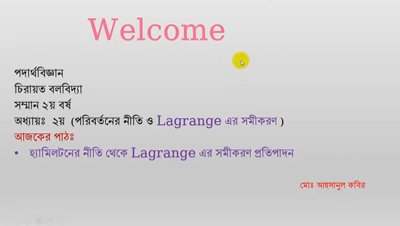 Welcome
পদার্থবিজ্ঞান
চিরায়ত বলবিদ্যা
সম্মান ২য় বর্ষ
অধ্যায়ঃ ২য় (পরিবর্তনের নীতি ও Lagrange এর সমীকরণ )
আজকের পাঠঃ
• হ্যামিলটনের নীতি থেকে Lagrange এর সমীকরণ প্রতিপাদন
মোঃ আহসানুল কবির